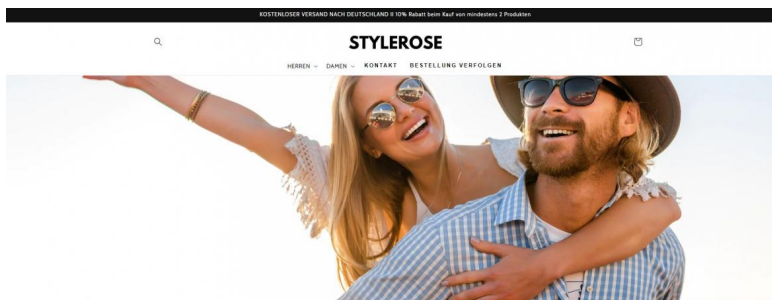 KOSTENLOSER VERSAND NACH DEUTSCHLAND II 10% Rabatt beim Kauf von mindestens 2 Produkten
STYLEROSE
HERREN DAMEN KONTAKT BESTELLUNG VERFOLGEN